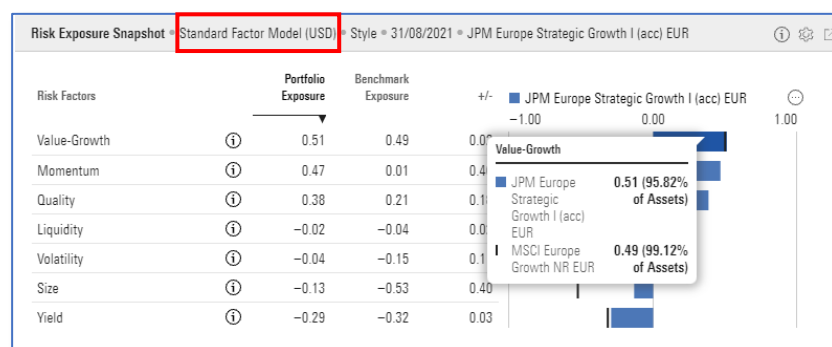 Risk Exposure Snapshot • Standard Factor Model (USD) • Style • 31/08/2021 • JPM Europe Strategic Growth I (acc) EUR
Risk Factors
Portfolio Exposure
Benchmark Exposure
+/-
JPM Europe Strategic Growth I (acc) EUR
−1.00 0.00 1.00
Value-Growth 0.51 0.49
Momentum 0.47 0.01
Quality 0.38 0.21
Liquidity −0.02 −0.04
Volatility −0.04 −0.15
Size −0.13 −0.53 0.40
Yield −0.29 −0.32 0.03
Value-Growth
JPM Europe 0.51 (95.82%
Strategic of Assets)
Growth I (acc)
EUR
MSCI Europe 0.49 (99.12%
Growth NR EUR of Assets)